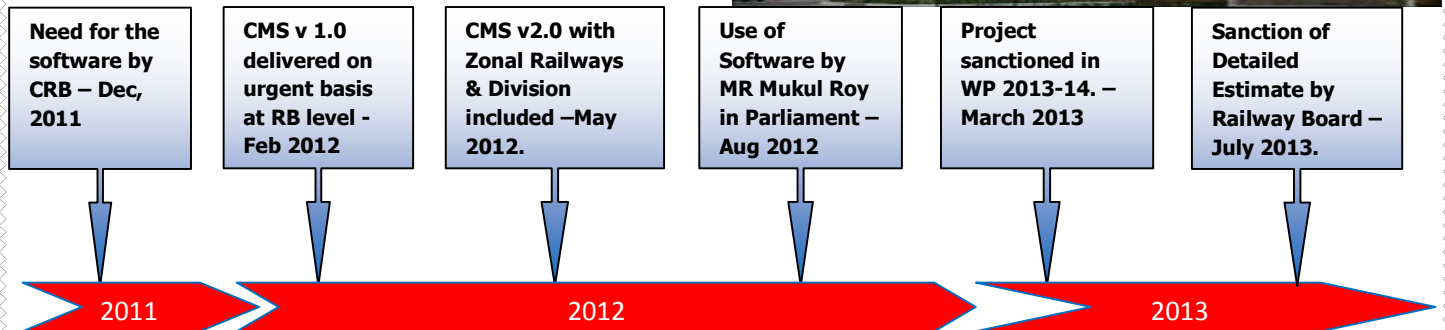 Need for the
software by
CRB – Dec,
2011
CMS v 1.0
delivered on
urgent basis
at RB level -
Feb 2012
CMS v2.0 with
Zonal Railways
& Division
included –May
2012.
Use of
Software by
MR Mukul Roy
in Parliament –
Aug 2012
Project
sanctioned in
WP 2013-14. –
March 2013
Sanction of
Detailed
Estimate by
Railway Board –
July 2013.
2011
2012
2013